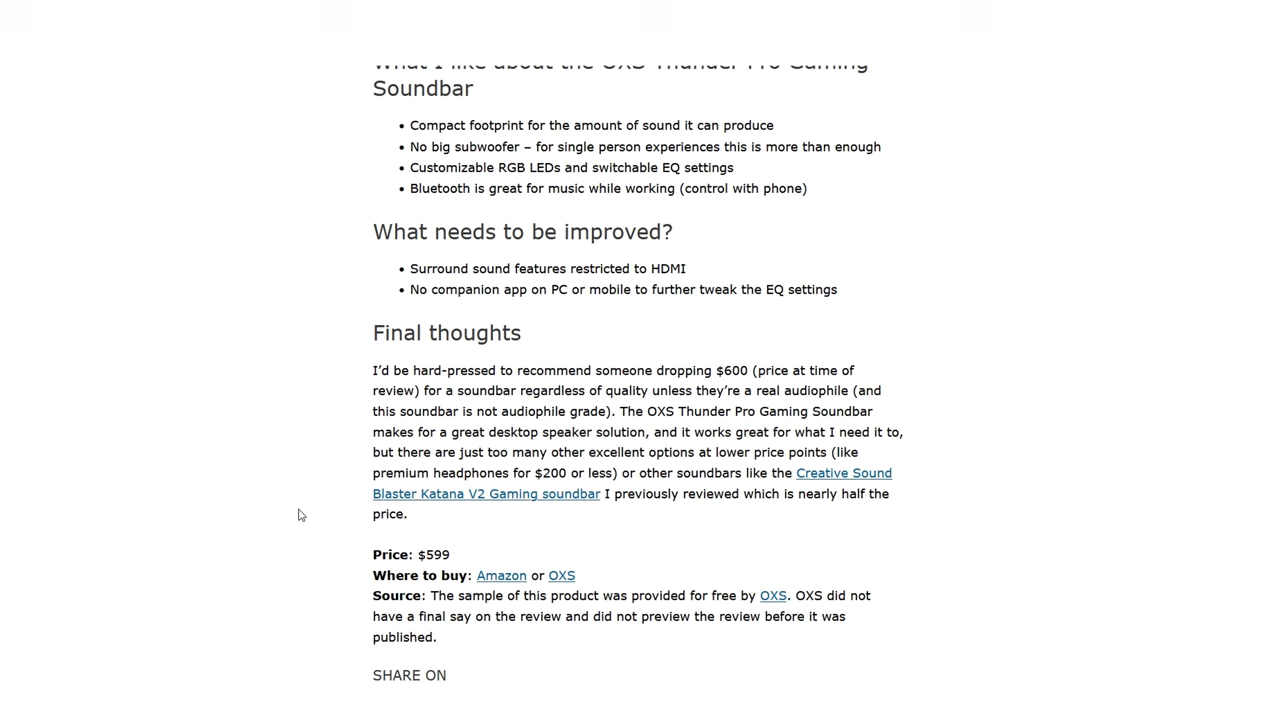 What I like about the OXS Thunder Pro Gaming
Soundbar
• Compact footprint for the amount of sound it can produce
• No big subwoofer – for single person experiences this is more than enough
• Customizable RGB LEDs and switchable EQ settings
• Bluetooth is great for music while working (control with phone)
What needs to be improved?
• Surround sound features restricted to HDMI
• No companion app on PC or mobile to further tweak the EQ settings
Final thoughts
I’d be hard-pressed to recommend someone dropping $600 (price at time of
review) for a soundbar regardless of quality unless they’re a real audiophile (and
this soundbar is not audiophile grade). The OXS Thunder Pro Gaming Soundbar
makes for a great desktop speaker solution, and it works great for what I need it to,
but there are just too many other excellent options at lower price points (like
premium headphones for $200 or less) or other soundbars like the Creative Sound
Blaster Katana V2 Gaming soundbar I previously reviewed which is nearly half the
price.
Price: $599
Where to buy: Amazon or OXS
Source: The sample of this product was provided for free by OXS. OXS did not
have a final say on the review and did not preview the review before it was
published.
SHARE ON